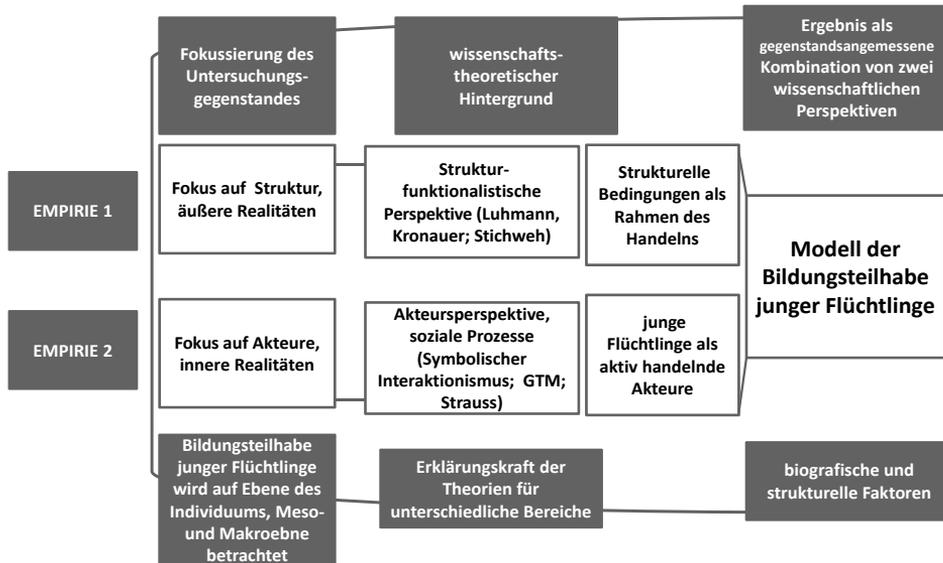 Fokussierung des
Untersuchungs-
gegenstandes
wissenschafts-
theoretischer
Hintergrund
Ergebnis als
gegenstandsangemessene
Kombination von zwei
wissenschaftlichen
Perspektiven
EMPIRIE 1
Fokus auf Struktur,
äußere Realitäten
Struktur-
funktionalistische
Perspektive (Luhmann,
Kronauer; Stichweh)
Strukturelle
Bedingungen als
Rahmen des
Handelns
Modell der
Bildungsteilhabe
junger Flüchtlinge
EMPIRIE 2
Fokus auf Akteure,
innere Realitäten
Akteursperspektive,
soziale Prozesse
(Symbolischer
Interaktionismus; GTM;
Strauss)
junge
Flüchtlinge als
aktiv handelnde
Akteure
Bildungsteilhabe
junger Flüchtlinge
wird auf Ebene des
Individuums, Meso-
und Makroebne
betrachtet
Erklärungskraft der
Theorien für
unterschiedliche Bereiche
biografische und
strukturelle Faktoren